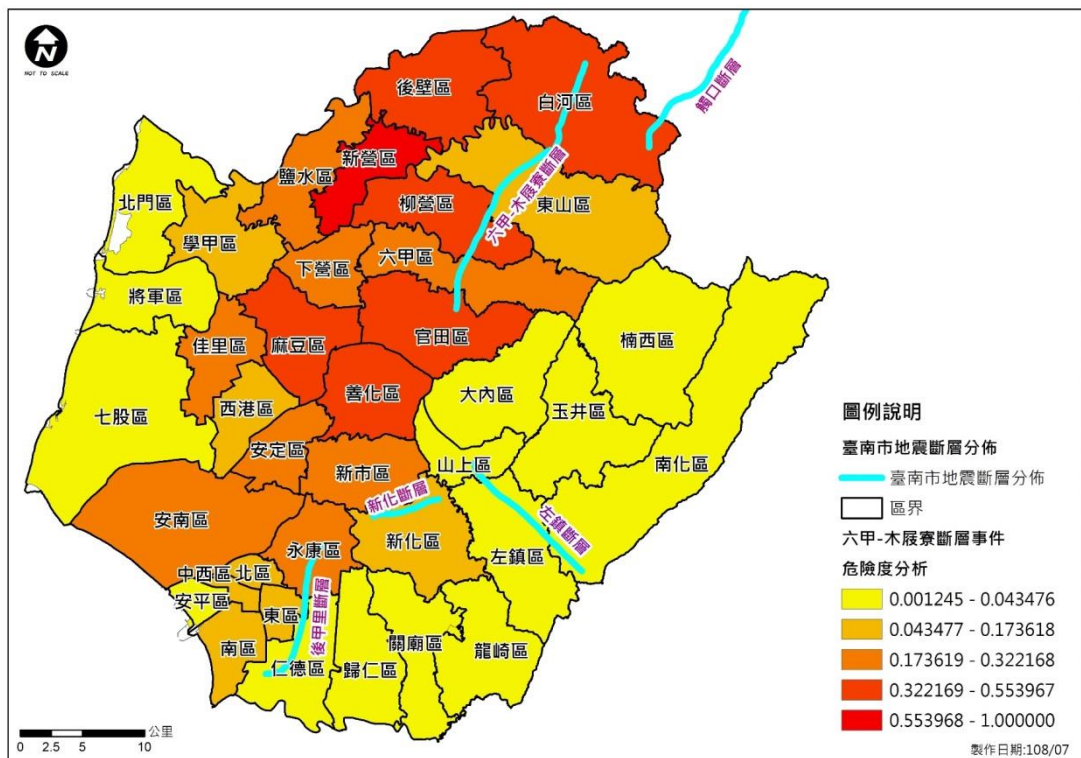 N
NOT TO SCALE
後壁區
白河區
觸口斷層
新營區
鹽水區
六甲-木屐寮斷層
北門區
柳營區
東山區
學甲區
下營區
六甲區
將軍區
佳里區
麻豆區
官田區
楠西區
七股區
西港區
善化區
大內區
玉井區
安定區
新市區
山上區
南化區
安南區
新化斷層
左鎮斷層
永康區
新化區
左鎮區
中西區
北區
安平區
東區
後甲里斷層
南區
仁德區
歸仁區
關廟區
龍崎區
圖例說明
臺南市地震斷層分佈
臺南市地震斷層分佈
區界
六甲-木屐寮斷層事件
危險度分析
0.001245 - 0.043476
0.043477 - 0.173618
0.173619 - 0.322168
0.322169 - 0.553967
0.553968 - 1.000000
公里
0 2.5 5 10
製作日期:108/07